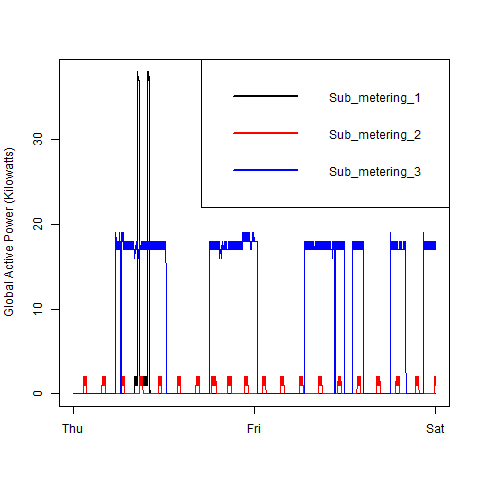 Sub_metering_1
Sub_metering_2
Sub_metering_3
Global Active Power (Kilowatts)
30
20
10
0
Thu
Fri
Sat